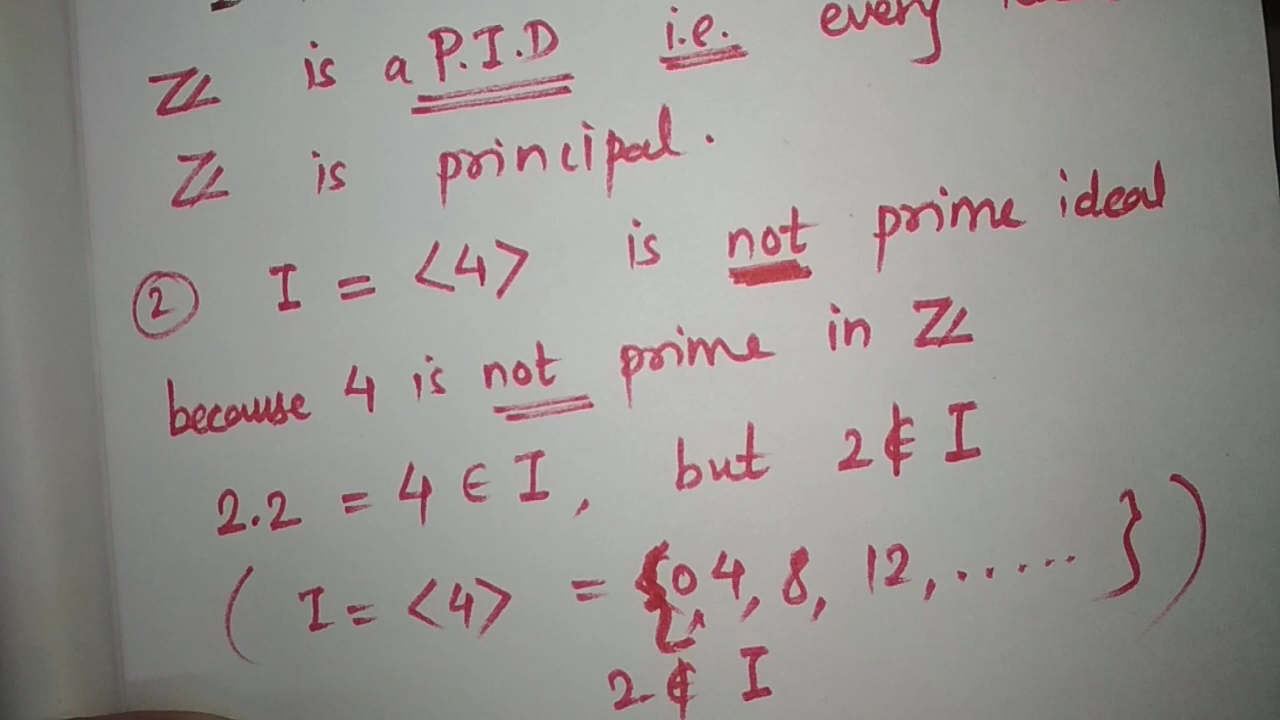 ℤ is a P.I.D i.e. every
ℤ is principal.
② I = <4> is not prime ideal
because 4 is not prime in ℤ
2.2 = 4 ∈ I, but 2 ∉ I
( I = <4> = {0, 4, 8, 12, ..... } )
2 ∉ I